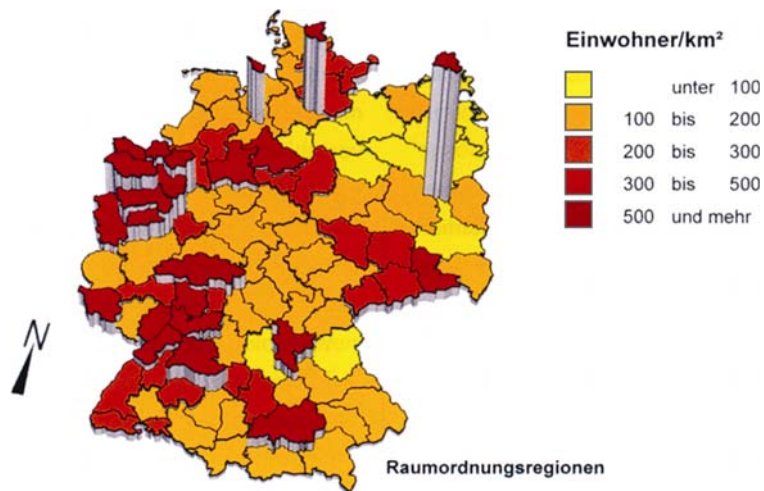 Einwohner/km²
unter 100
100 bis 200
200 bis 300
300 bis 500
500 und mehr
N
Raumordnungsregionen